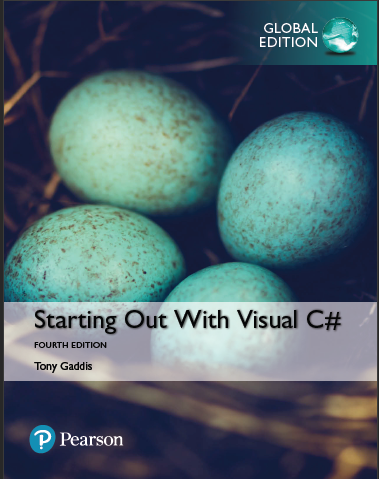 GLOBAL
EDITION
Starting Out With Visual C#
FOURTH EDITION
Tony Gaddis
P Pearson